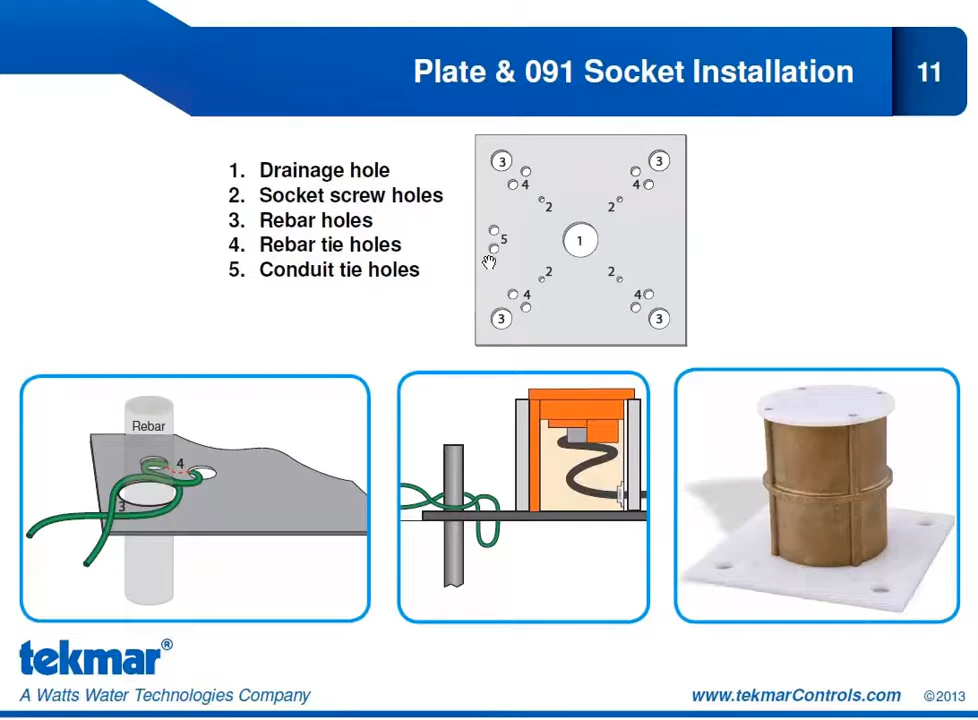 Plate & 091 Socket Installation
11
1. Drainage hole
2. Socket screw holes
3. Rebar holes
4. Rebar tie holes
5. Conduit tie holes
3 3
4 4
2 2
5 1
2 2
4 4
3 3
Rebar
4
3
tekmar®
A Watts Water Technologies Company
www.tekmarControls.com ©2013